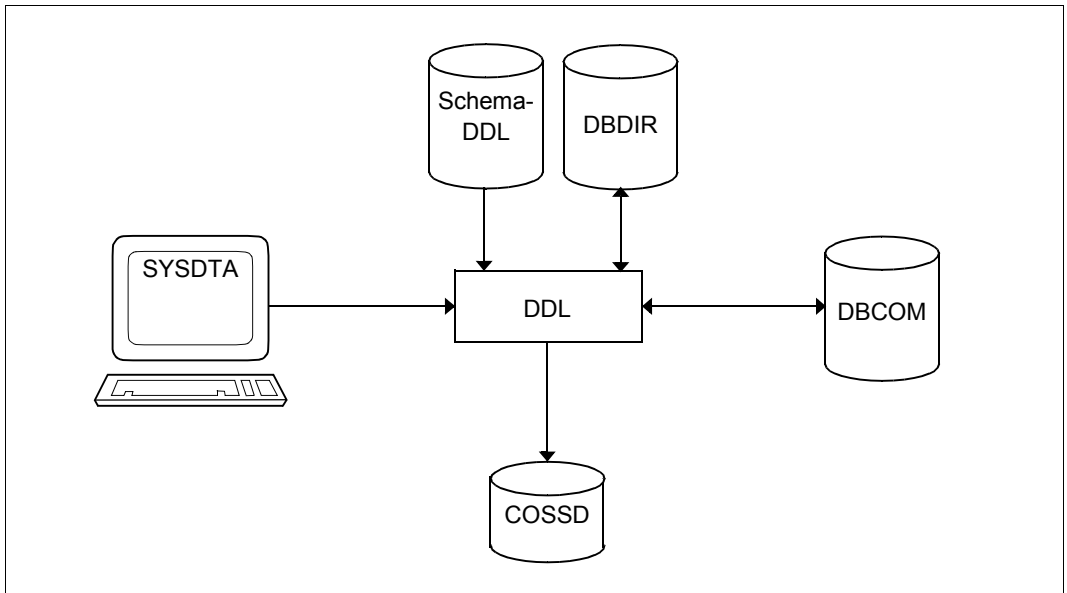 Schema-
DDL
DBDIR
SYSDTA
DDL
DBCOM
COSSD